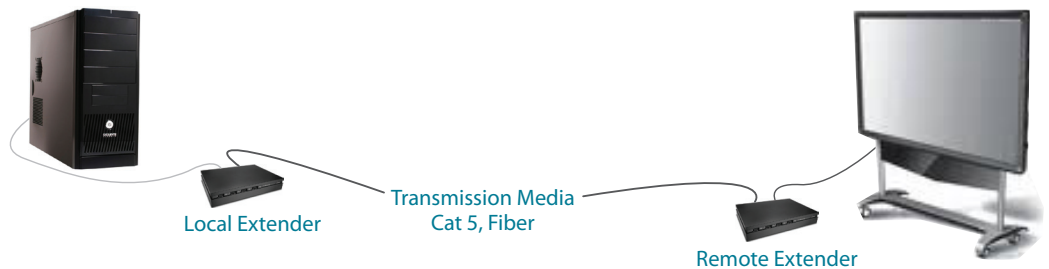 Local Extender
Transmission Media
Cat 5, Fiber
Remote Extender